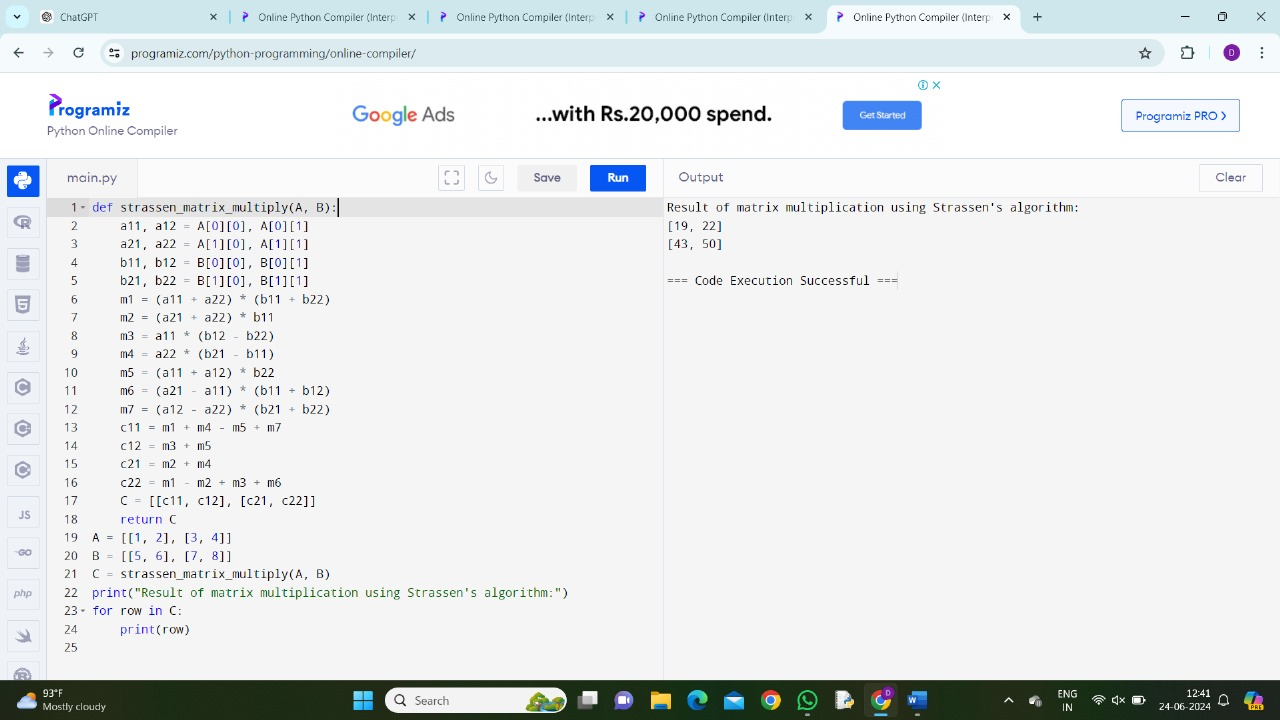 ChatGPT
Online Python Compiler (Interp
Online Python Compiler (Interp
Online Python Compiler (Interp
Online Python Compiler (Interp
programiz.com/python-programming/online-compiler/
D
Programiz
Python Online Compiler
Google Ads
...with Rs.20,000 spend.
Get Started
Programiz PRO >
main.py
Save
Run
Output
Clear
1 def strassen_matrix_multiply(A, B):
2 a11, a12 = A[0][0], A[0][1]
3 a21, a22 = A[1][0], A[1][1]
4 b11, b12 = B[0][0], B[0][1]
5 b21, b22 = B[1][0], B[1][1]
6 m1 = (a11 + a22) * (b11 + b22)
7 m2 = (a21 + a22) * b11
8 m3 = a11 * (b12 - b22)
9 m4 = a22 * (b21 - b11)
10 m5 = (a11 + a12) * b22
11 m6 = (a21 - a11) * (b11 + b12)
12 m7 = (a12 - a22) * (b21 + b22)
13 c11 = m1 + m4 - m5 + m7
14 c12 = m3 + m5
15 c21 = m2 + m4
16 c22 = m1 - m2 + m3 + m6
17 C = [[c11, c12], [c21, c22]]
18 return C
19 A = [[1, 2], [3, 4]]
20 B = [[5, 6], [7, 8]]
21 C = strassen_matrix_multiply(A, B)
22 print("Result of matrix multiplication using Strassen's algorithm:")
23 for row in C:
24 print(row)
25
Result of matrix multiplication using Strassen's algorithm:
[19, 22]
[43, 50]
=== Code Execution Successful ===
JS
GO
php
93°F
Mostly cloudy
Search
D
W
ENG
IN
12:41
24-06-2024
PRE